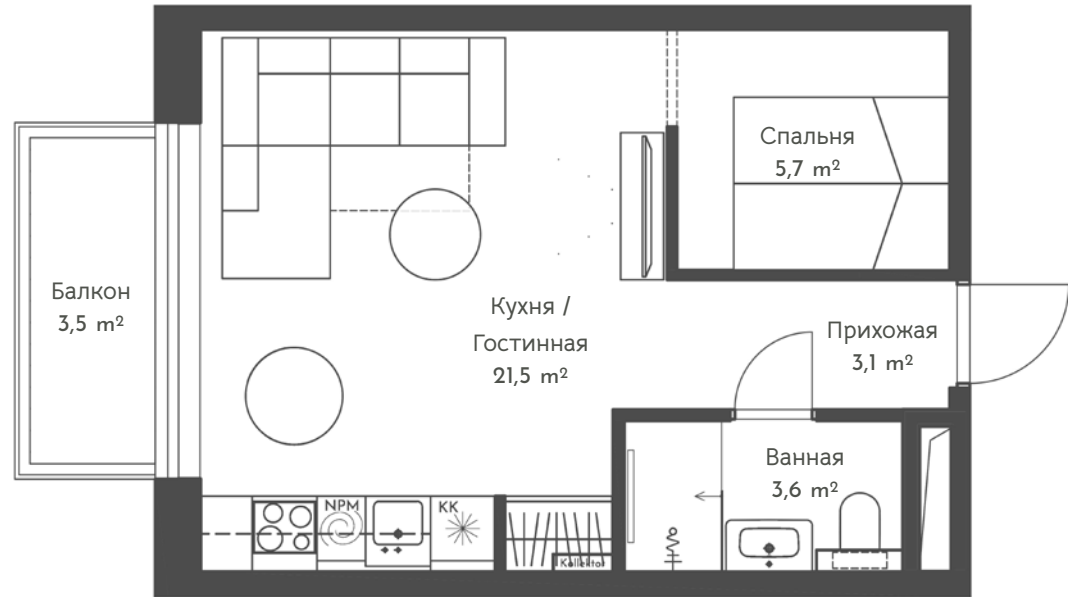 Спальня
5,7 m²
Балкон
3,5 m²
Кухня /
Гостинная
21,5 m²
Прихожая
3,1 m²
Ванная
3,6 m²
NPM
KK
Kollektor